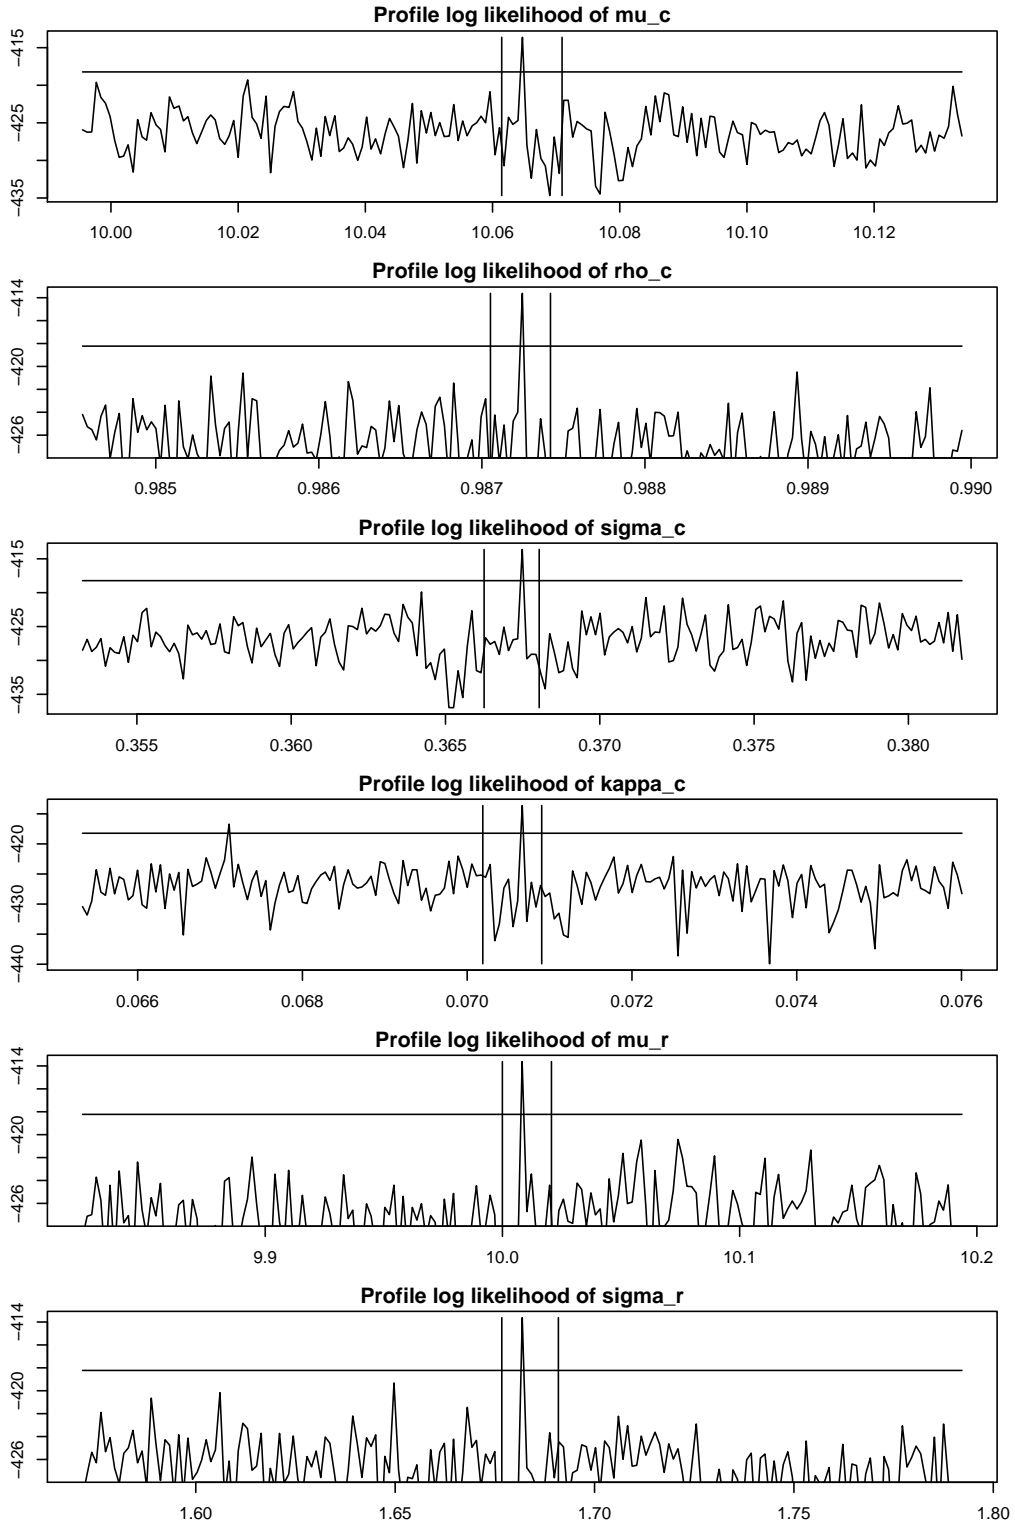 Profile log likelihood of mu_c
−415
−425
−435
10.00 10.02 10.04 10.06 10.08 10.10 10.12
Profile log likelihood of rho_c
−414
−420
−426
0.985 0.986 0.987 0.988 0.989 0.990
Profile log likelihood of sigma_c
−415
−425
−435
0.355 0.360 0.365 0.370 0.375 0.380
Profile log likelihood of kappa_c
−420
−430
−440
0.066 0.068 0.070 0.072 0.074 0.076
Profile log likelihood of mu_r
−414
−420
−426
9.9 10.0 10.1 10.2
Profile log likelihood of sigma_r
−414
−420
−426
1.60 1.65 1.70 1.75 1.80